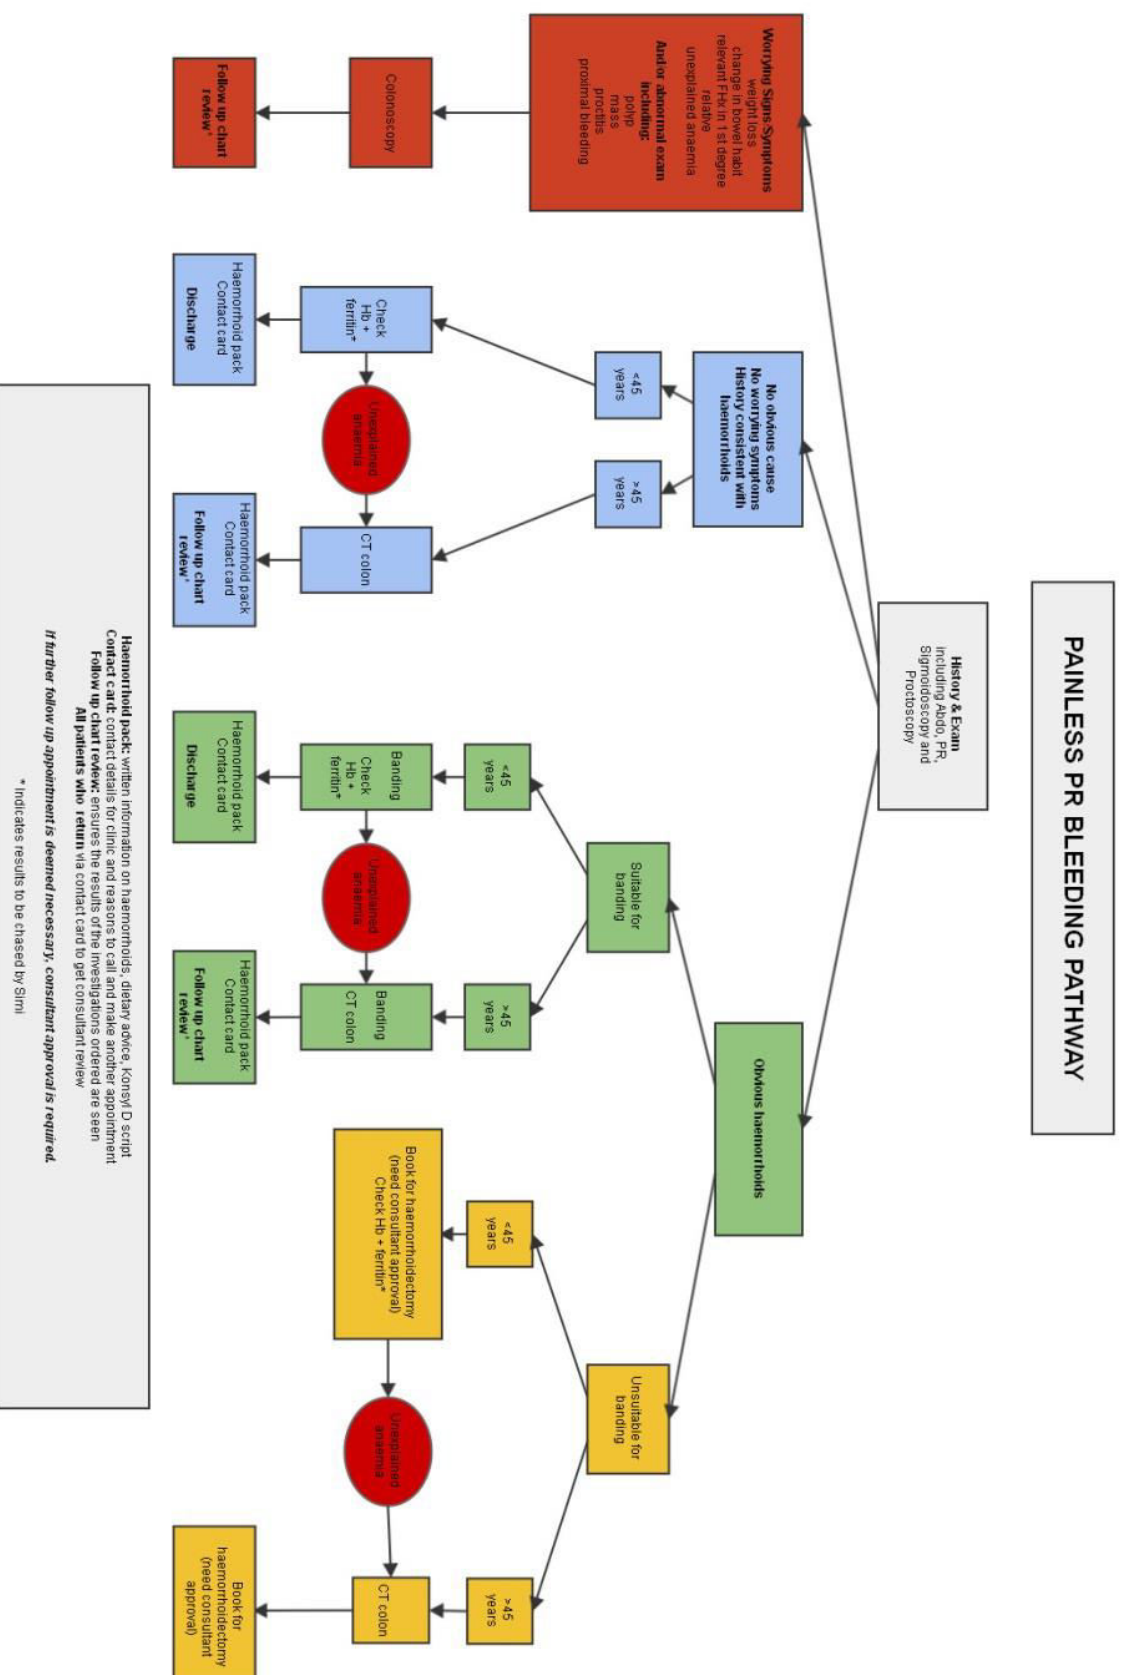 PAINLESS PR BLEEDING PATHWAY
History & Exam
including Abdo, PR,
Sigmoidoscopy and
Proctoscopy
Worrying Signs/Symptoms
weight loss
change in bowel habit
relevant FHx in 1st degree
relative
unexplained anaemia
And/or abnormal exam
including:
polyp
mass
proctitis
proximal bleeding
Colonoscopy
Follow up chart
review*
No obvious cause
No worrying symptoms
History consistent with
haemorrhoids
<45
years
>45
years
Check
Hb +
ferritin*
Unexplained
anaemia
CT colon
Haemorrhoid pack
Contact card
Discharge
Haemorrhoid pack
Contact card
Follow up chart
review*
Obvious haemorrhoids
Suitable for
banding
<45
years
>45
years
Banding
Check
Hb +
ferritin*
Unexplained
anaemia
Banding
CT colon
Haemorrhoid pack
Contact card
Discharge
Haemorrhoid pack
Contact card
Follow up chart
review*
Unsuitable for
banding
<45
years
>45
years
Book for haemorrhoidectomy
(need consultant approval)
Check Hb + ferritin*
Unexplained
anaemia
CT colon
Book for
haemorrhoidectomy
(need consultant
approval)
Haemorrhoid pack: written information on haemorrhoids, dietary advice, Konsyl D script
Contact card: contact details for clinic and reasons to call and make another appointment
Follow up chart review: ensures the results of the investigations ordered are seen
All patients who return via contact card to get consultant review
If further follow up appointment is deemed necessary, consultant approval is required.
* Indicates results to be chased by Simi